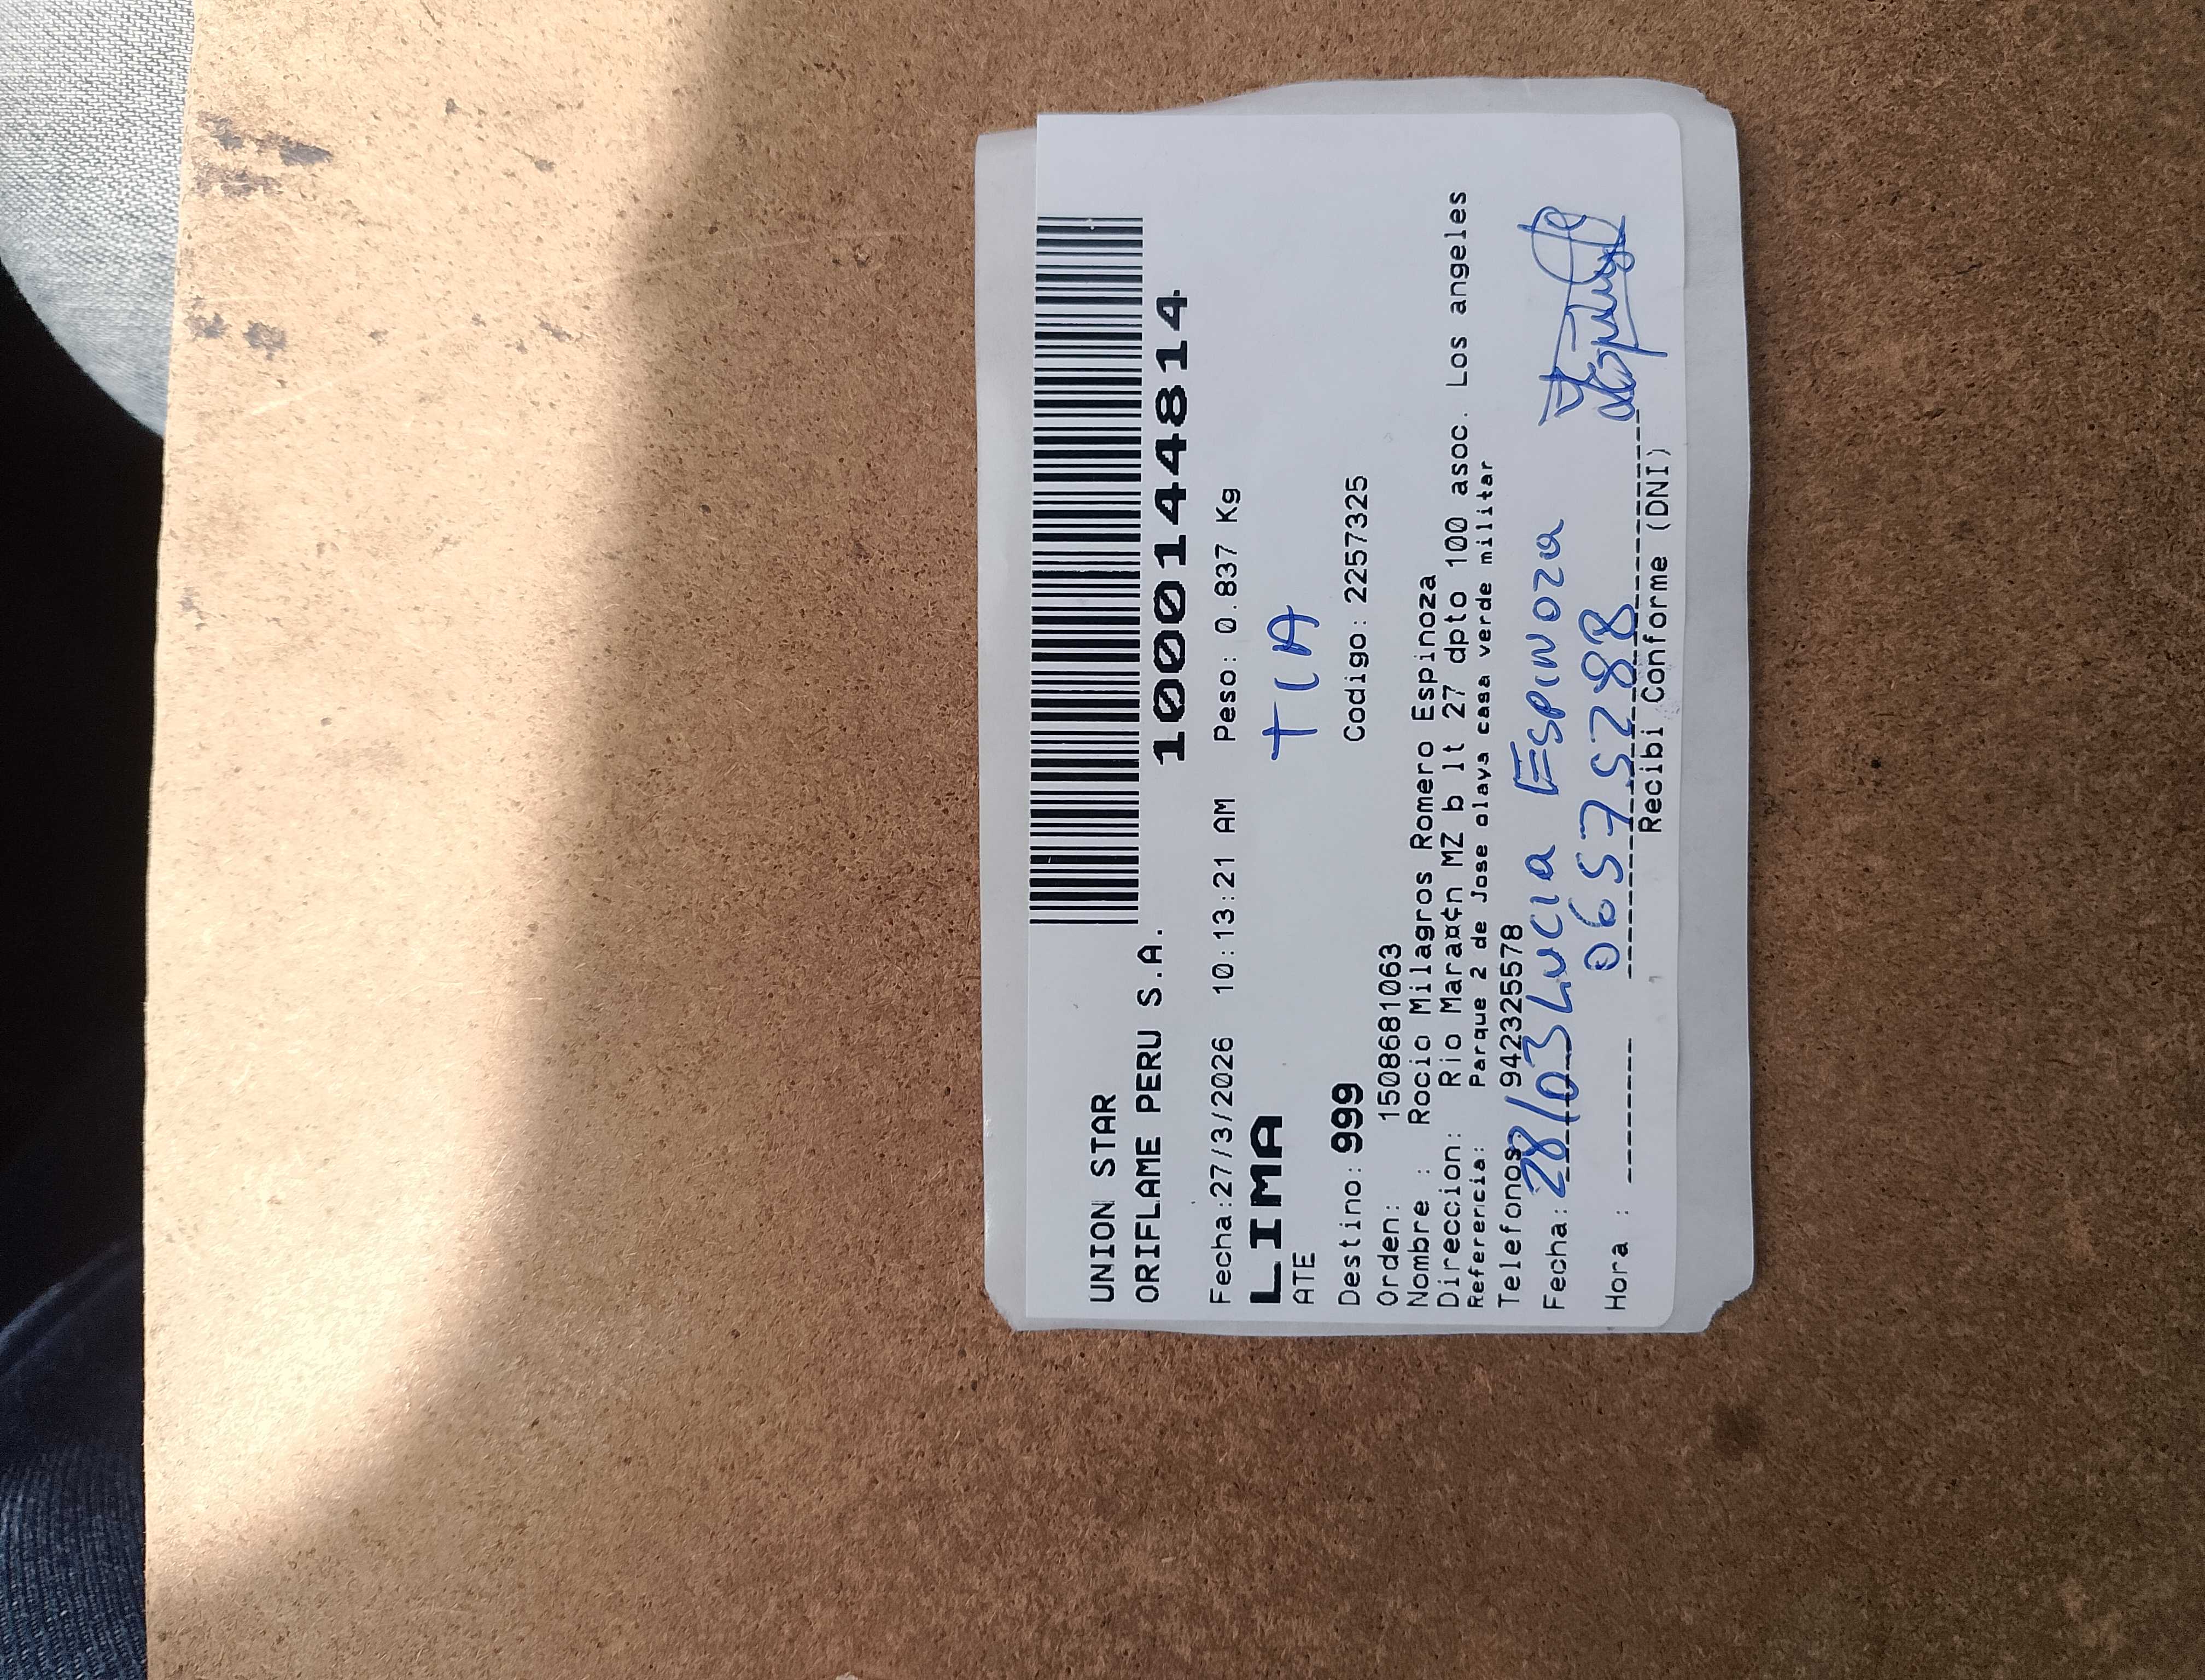 UNION STAR
ORIFLAME PERU S.A.
10001448814
Fecha:27/3/2026 10:13:21 AM Peso: 0.837 Kg
LIMA
TIA
ATE
Destino: 999 Codigo: 2257325
Orden: 1508681063
Nombre : Rocio Milagros Romero Espinoza
Direccion: Rio Mara¤¢n MZ b lt 27 dpto 100 asoc. Los angeles
Referencia: Parque 2 de Jose olaya casa verde militar
Telefonos: 942325578
Fecha: 28/03 Lucia Espinoza
Hora : 06575288
Recibi Conforme (DNI)